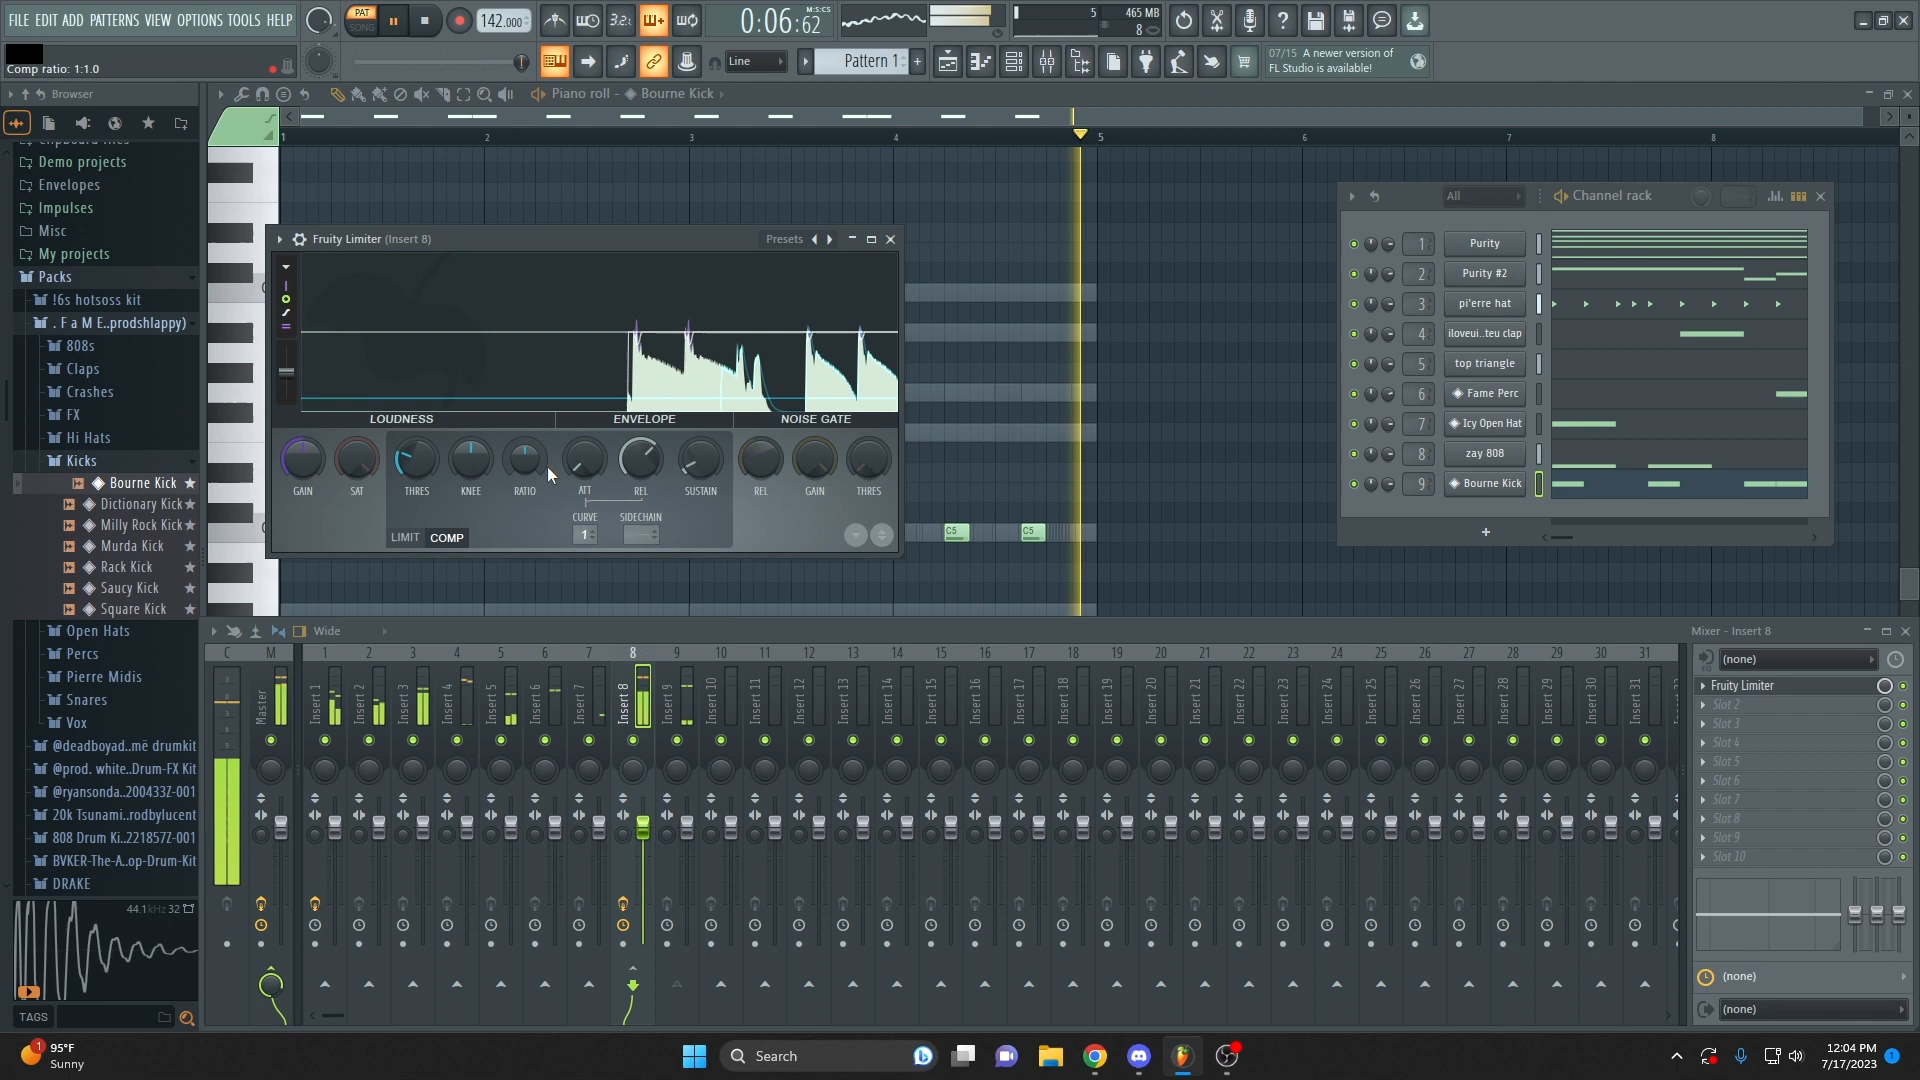 FILE EDIT ADD PATTERNS VIEW OPTIONS TOOLS HELP
PAT
SONG
142.000
3.2:
0:06:62
M:S:CS
5
465 MB
8
Comp ratio: 1:1.0
Line
Pattern 1
+
07/15 A newer version of
FL Studio is available!
Browser
Piano roll - Bourne Kick
Demo projects
Envelopes
Impulses
Misc
My projects
Packs
!6s hotsoss kit
. F a M E..prodshlappy)
808s
Claps
Crashes
FX
Hi Hats
Kicks
Bourne Kick
Dictionary Kick
Milly Rock Kick
Murda Kick
Rack Kick
Saucy Kick
Square Kick
Open Hats
Percs
Pierre Midis
Snares
Vox
@deadboyad..më drumkit
@prod. white..Drum-FX Kit
@ryansonda..200433Z-001
20k Tsunami..rodbylucent
808 Drum Ki..221857Z-001
BVKER-The-A..op-Drum-Kit
DRAKE
44.1kHz 32
TAGS
1 2 3 4 5 6 7 8
Fruity Limiter (Insert 8)
Presets
LOUDNESS
ENVELOPE
NOISE GATE
GAIN
SAT
THRES
KNEE
RATIO
ATT
REL
SUSTAIN
REL
GAIN
THRES
CURVE
SIDECHAIN
1
LIMIT
COMP
C5
C5
All
Channel rack
1 Purity
2 Purity #2
3 pi'erre hat
4 iloveui..teu clap
5 top triangle
6 Fame Perc
7 Icy Open Hat
8 zay 808
9 Bourne Kick
+
Wide
Mixer - Insert 8
C M 1 2 3 4 5 6 7 8 9 10 11 12 13 14 15 16 17 18 19 20 21 22 23 24 25 26 27 28 29 30 31
Master
Insert 1
Insert 2
Insert 3
Insert 4
Insert 5
Insert 6
Insert 7
Insert 8
Insert 9
Insert 10
Insert 11
Insert 12
Insert 13
Insert 14
Insert 15
Insert 16
Insert 17
Insert 18
Insert 19
Insert 20
Insert 21
Insert 22
Insert 23
Insert 24
Insert 25
Insert 26
Insert 27
Insert 28
Insert 29
Insert 30
Insert 31
(none)
Fruity Limiter
Slot 2
Slot 3
Slot 4
Slot 5
Slot 6
Slot 7
Slot 8
Slot 9
Slot 10
(none)
(none)
1
95°F
Sunny
Search
12:04 PM
7/17/2023
1